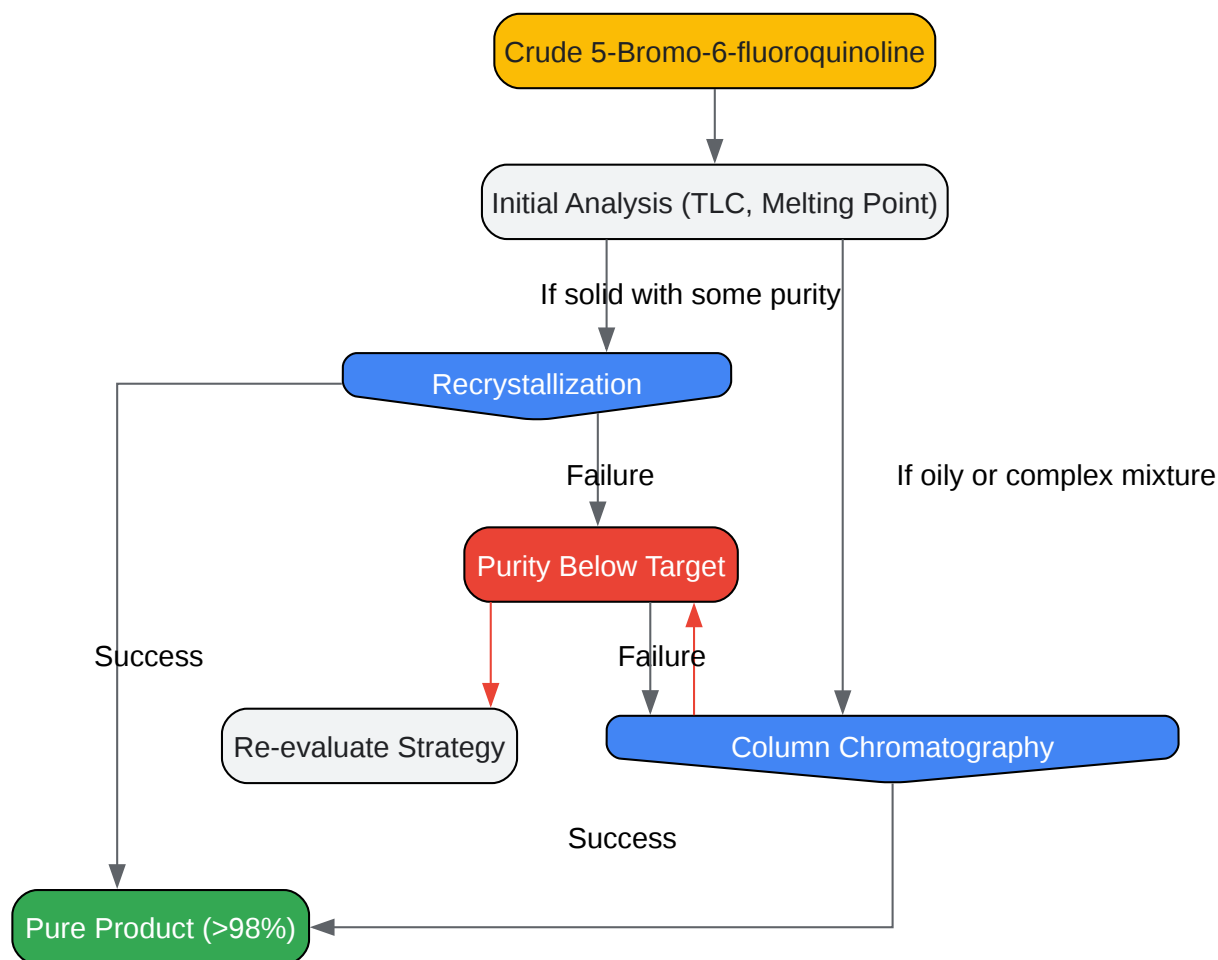 Crude 5-Bromo-6-fluoroquinoline
Initial Analysis (TLC, Melting Point)
If solid with some purity
Recrystallization
Failure
If oily or complex mixture
Purity Below Target
Success
Failure
Re-evaluate Strategy
Column Chromatography
Success
Pure Product (>98%)